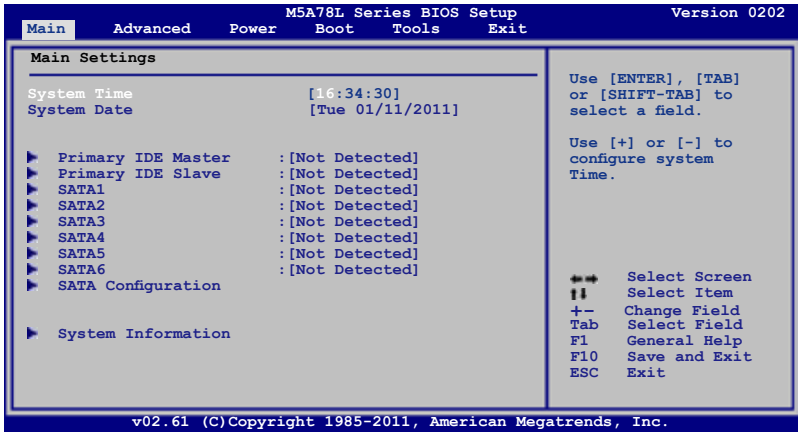 M5A78L Series BIOS Setup Version 0202
Main Advanced Power Boot Tools Exit
Main Settings
System Time [16:34:30]
System Date [Tue 01/11/2011]
Primary IDE Master :[Not Detected]
Primary IDE Slave :[Not Detected]
SATA1 :[Not Detected]
SATA2 :[Not Detected]
SATA3 :[Not Detected]
SATA4 :[Not Detected]
SATA5 :[Not Detected]
SATA6 :[Not Detected]
SATA Configuration
System Information
Use [ENTER], [TAB]
or [SHIFT-TAB] to
select a field.
Use [+] or [-] to
configure system
Time.
←→ Select Screen
↑↓ Select Item
+- Change Field
Tab Select Field
F1 General Help
F10 Save and Exit
ESC Exit
v02.61 (C)Copyright 1985-2011, American Megatrends, Inc.